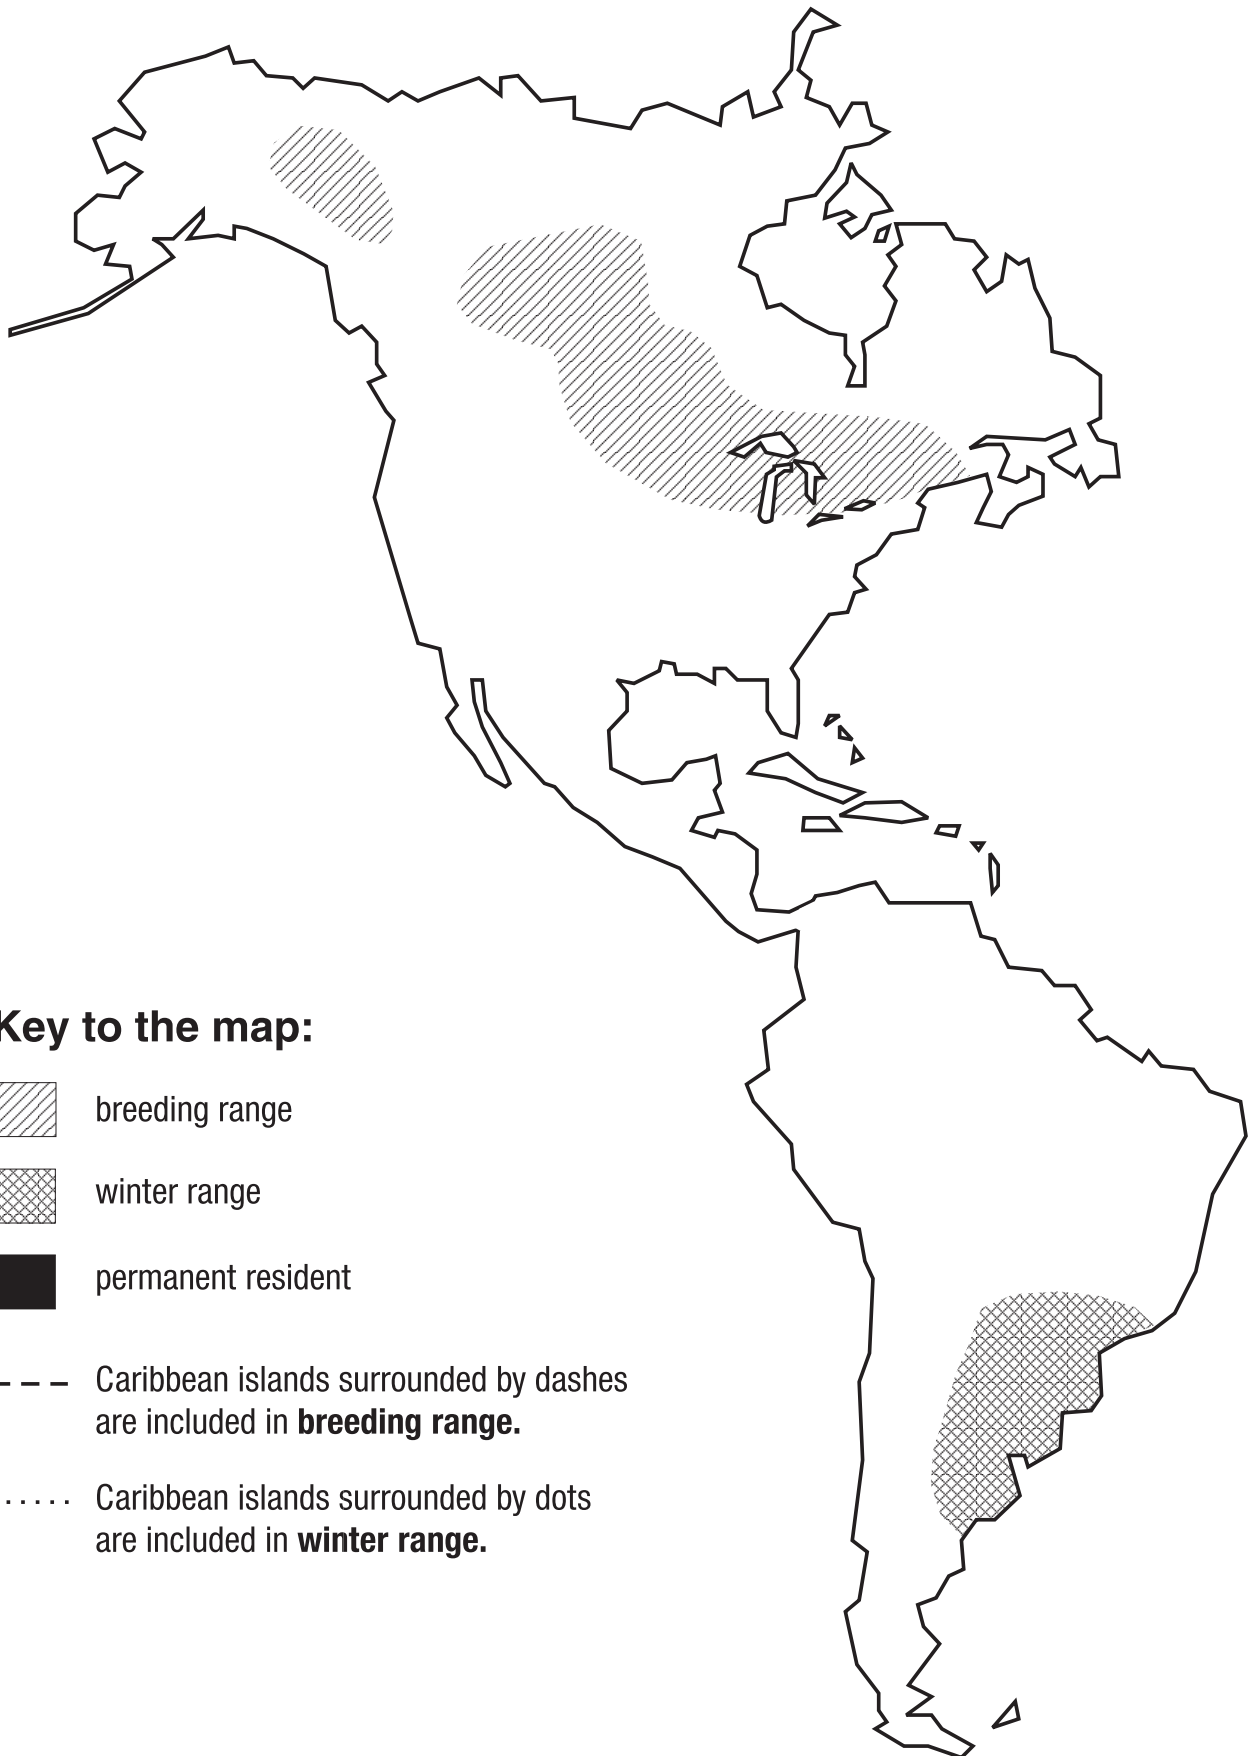 Key to the map:
breeding range
winter range
permanent resident
Caribbean islands surrounded by dashes
are included in breeding range.
Caribbean islands surrounded by dots
are included in winter range.